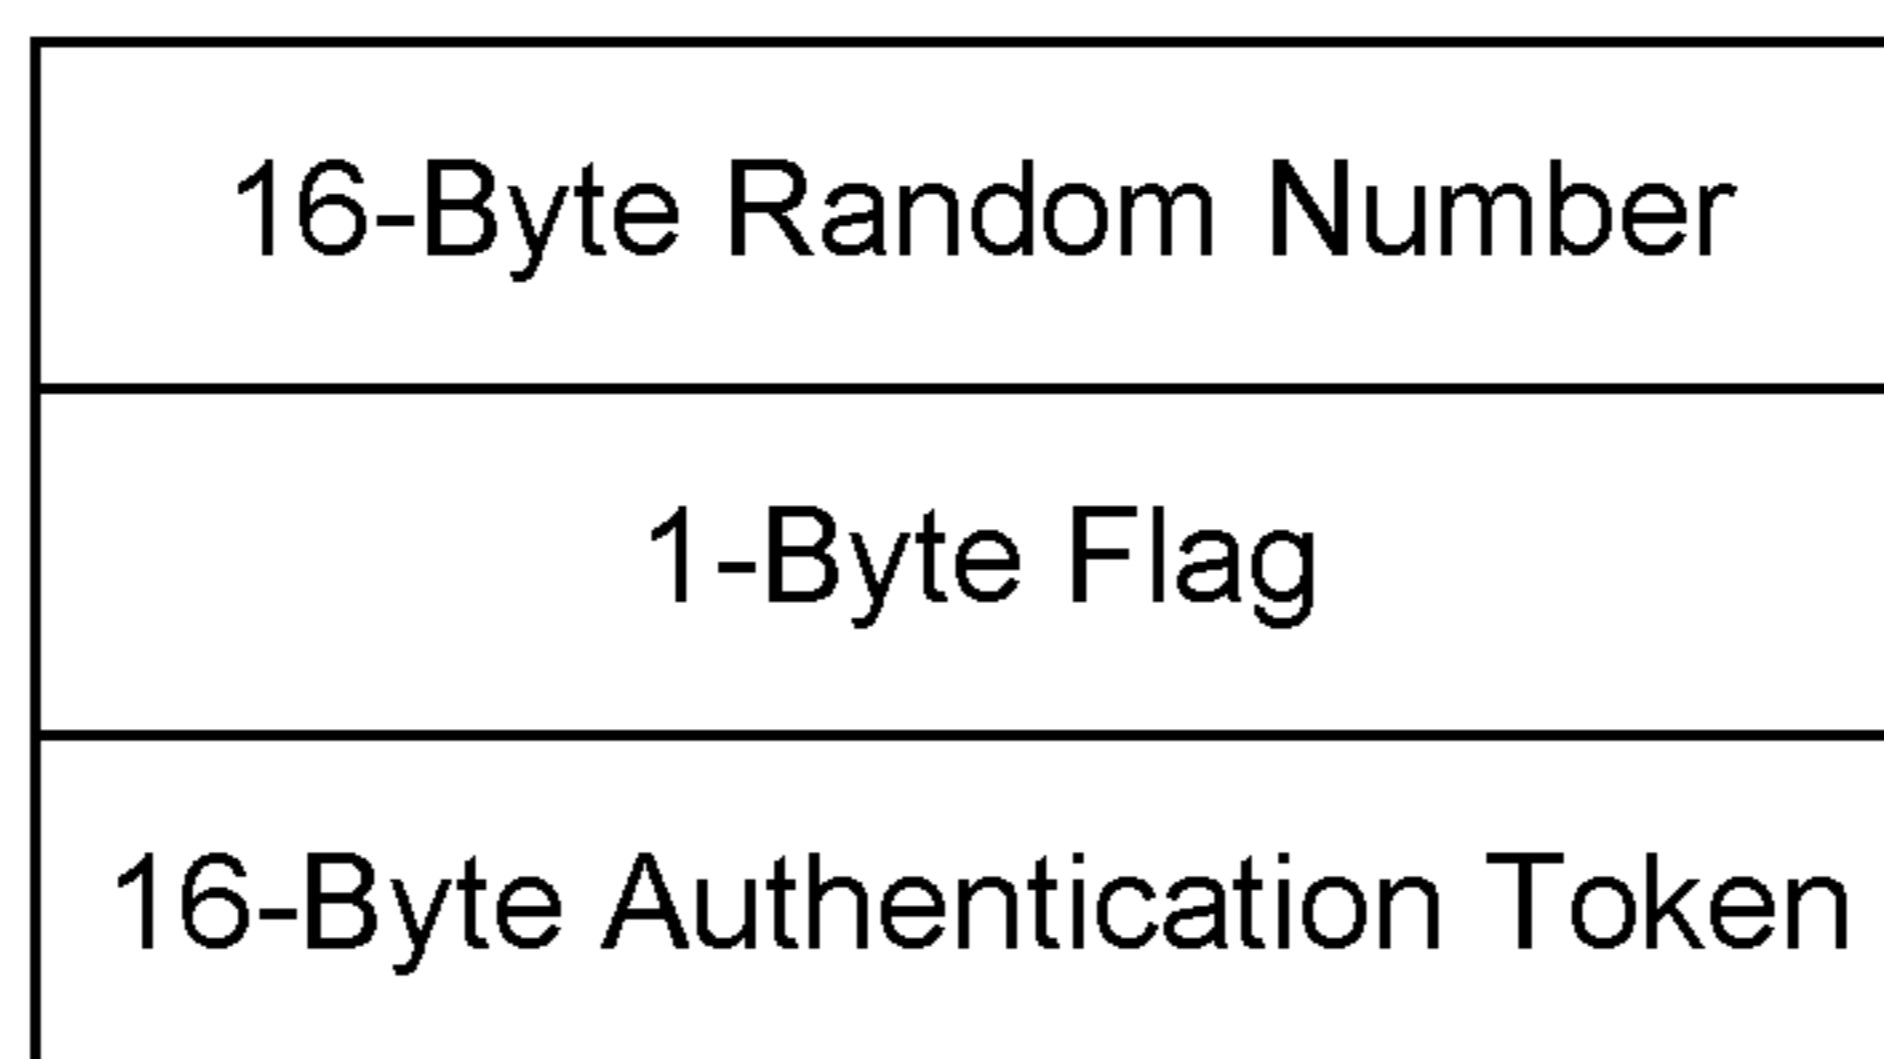 16-Byte Random Number
1-Byte Flag
16-Byte Authentication Token